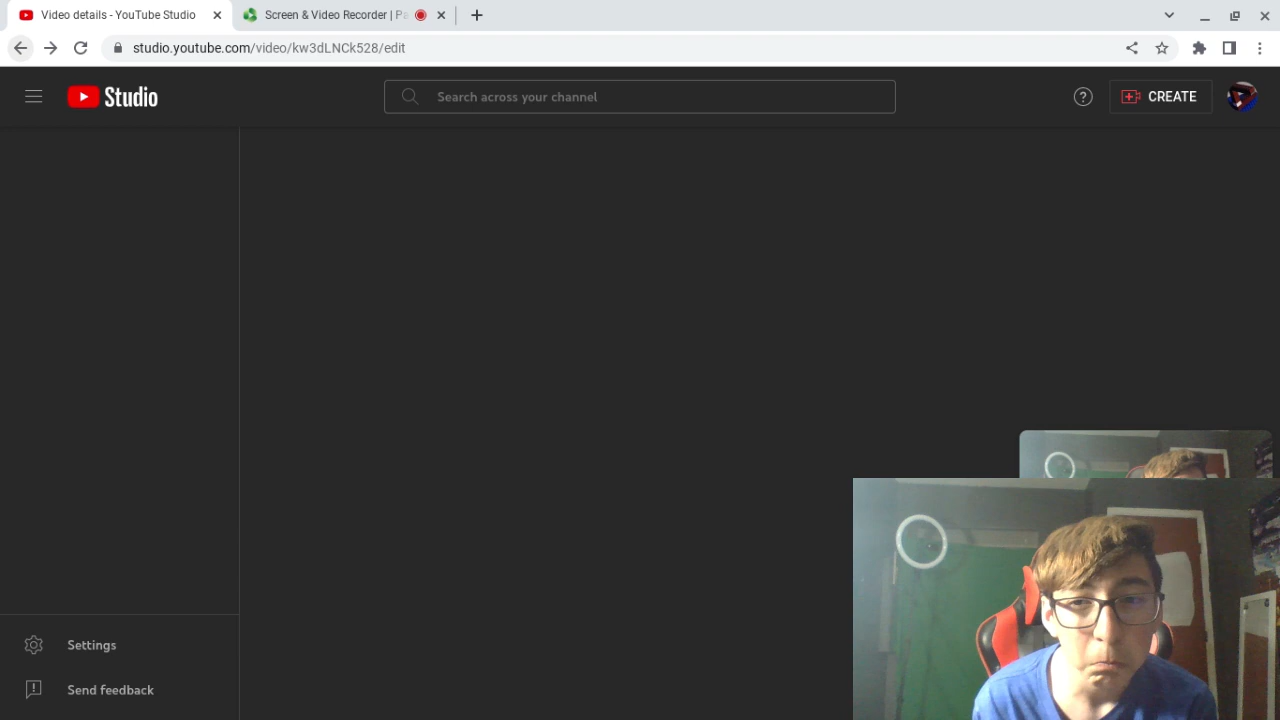 Video details - YouTube Studio
Screen & Video Recorder | Pa
studio.youtube.com/video/kw3dLNCk528/edit
Studio
Search across your channel
CREATE
Settings
Send feedback